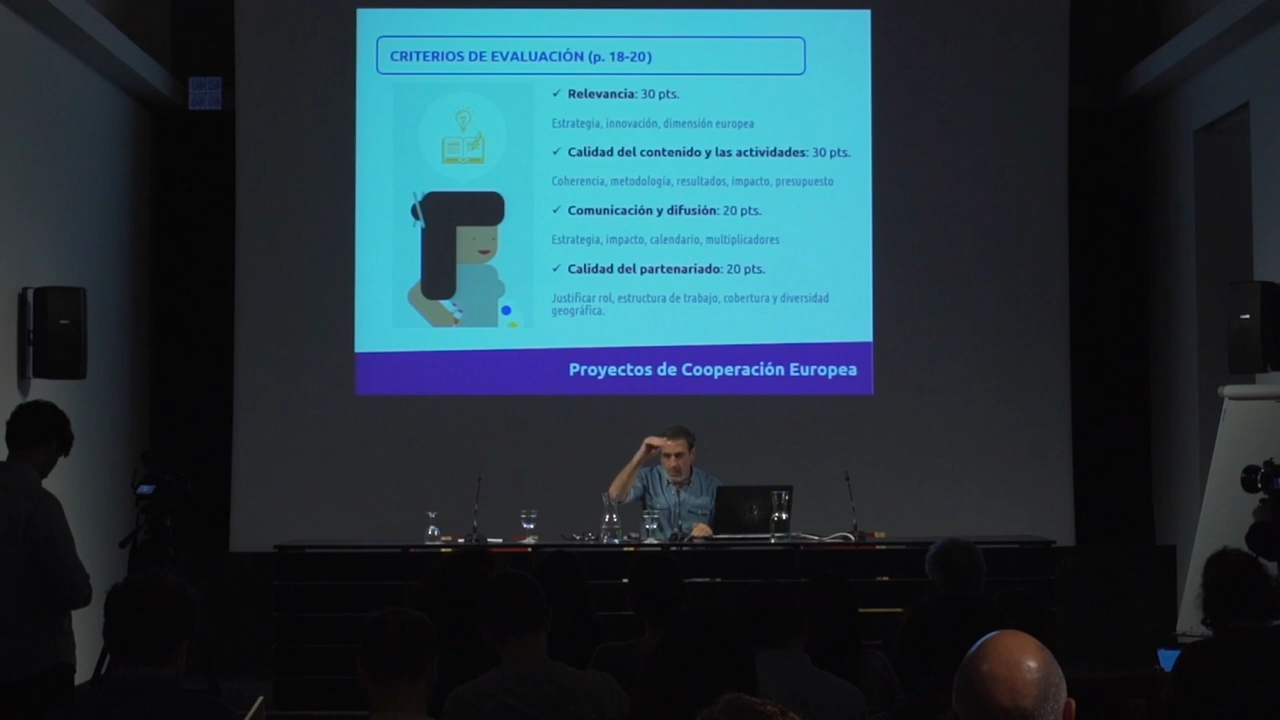 CRITERIOS DE EVALUACIÓN (p. 18-20)
✓ Relevancia: 30 pts.
Estrategia, innovación, dimensión europea
✓ Calidad del contenido y las actividades: 30 pts.
Coherencia, metodología, resultados, impacto, presupuesto
✓ Comunicación y difusión: 20 pts.
Estrategia, impacto, calendario, multiplicadores
✓ Calidad del partenariado: 20 pts.
Justificar rol, estructura de trabajo, cobertura y diversidad
geográfica.
Proyectos de Cooperación Europea